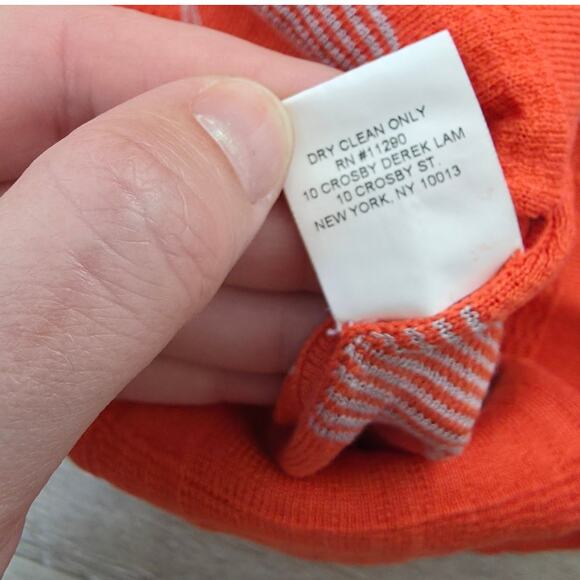 DRY CLEAN ONLY
RN #11290
10 CROSBY DEREK LAM
10 CROSBY ST.
NEW YORK, NY 10013